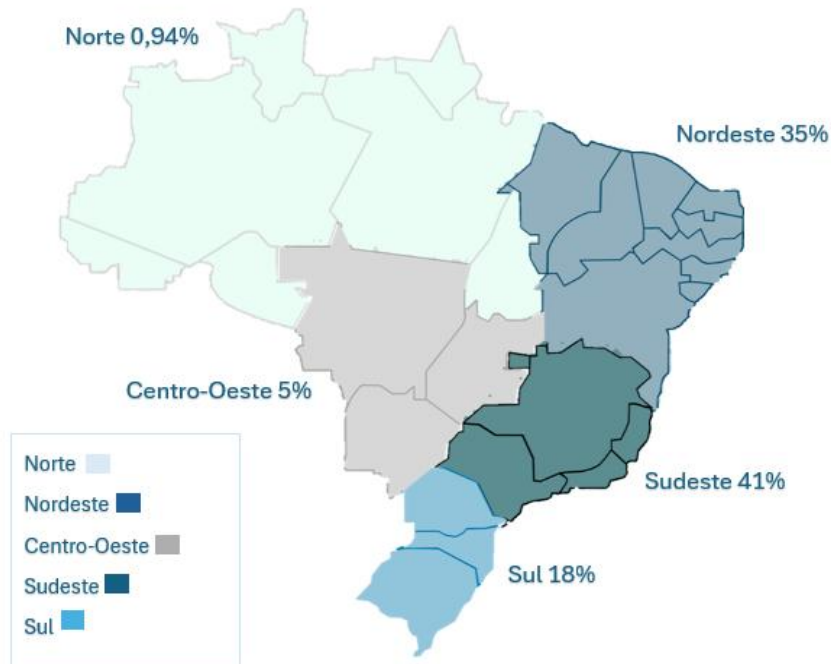 Norte 0,94%
Nordeste 35%
Centro-Oeste 5%
Sudeste 41%
Sul 18%
Norte
Nordeste
Centro-Oeste
Sudeste
Sul